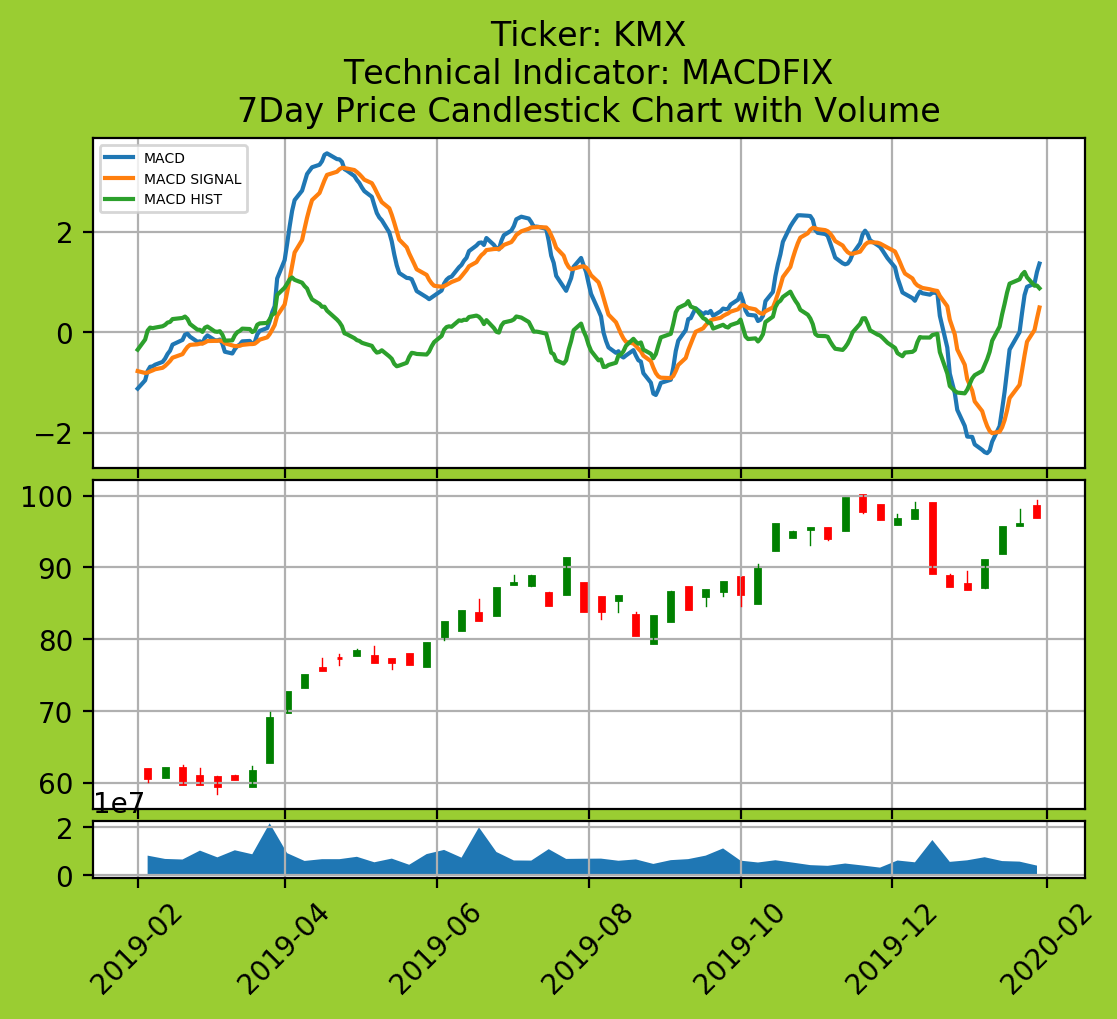 Ticker: KMX
Technical Indicator: MACDFIX
7Day Price Candlestick Chart with Volume
MACD
MACD SIGNAL
MACD HIST
2
0
−2
100
90
80
70
60
1e7
2
0
2019-02
2019-04
2019-06
2019-08
2019-10
2019-12
2020-02